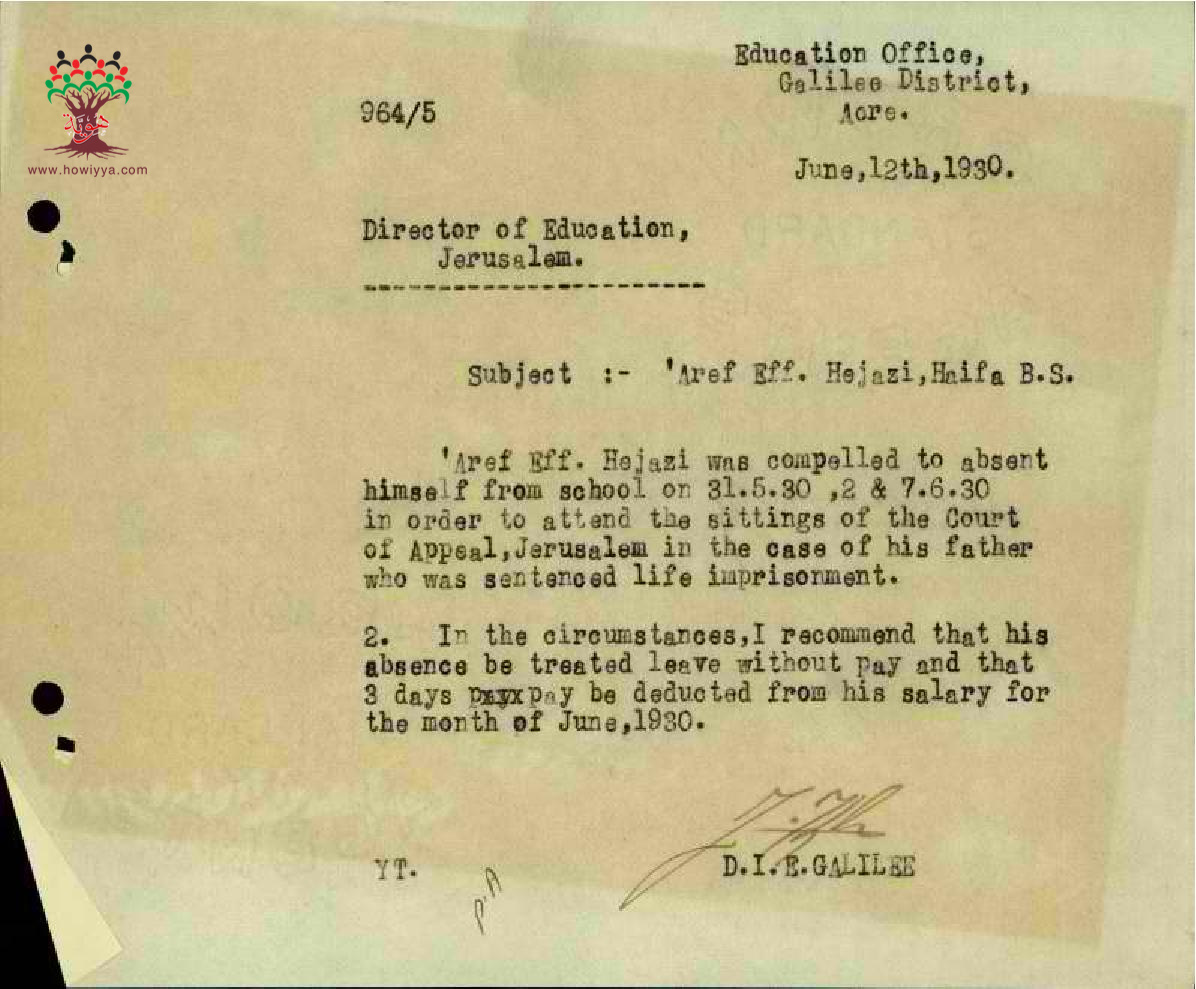 هوية
www.howiyya.com
Education Office,
Galilee District,
964/5
Acre.
June,12th,1930.
Director of Education,
Jerusalem.
-----------------------
Subject :- 'Aref Eff. Hejazi,Haifa B.S.
'Aref Eff. Hejazi was compelled to absent
himself from school on 31.5.30 ,2 & 7.6.30
in order to attend the sittings of the Court
of Appeal,Jerusalem in the case of his father
who was sentenced life imprisonment.
2. In the circumstances,I recommend that his
absence be treated leave without pay and that
3 days pay be deducted from his salary for
the month of June,1930.
YT.
P.A
D.I.E.GALILEE